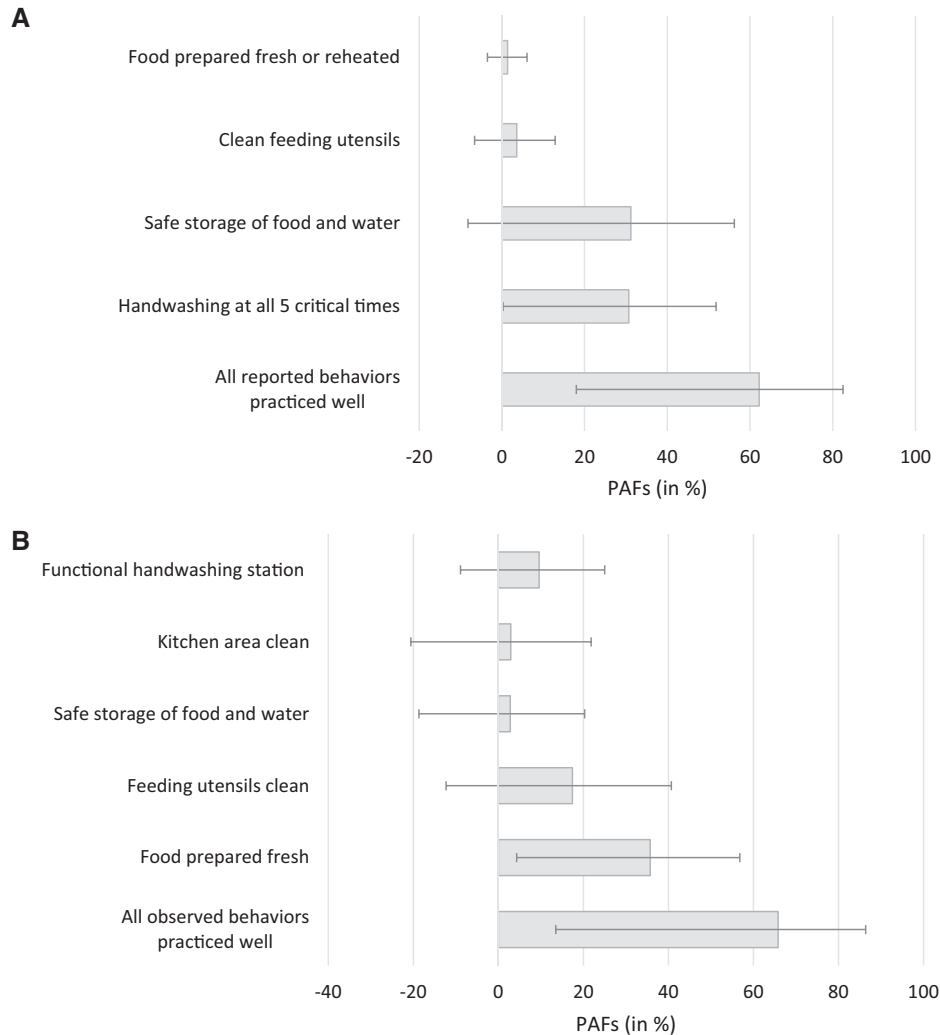 A
Food prepared fresh or reheated
Clean feeding utensils
Safe storage of food and water
Handwashing at all 5 critical times
All reported behaviors
practiced well
-20 0 20 40 60 80 100
PAFs (in %)
B
Functional handwashing station
Kitchen area clean
Safe storage of food and water
Feeding utensils clean
Food prepared fresh
All observed behaviors
practiced well
-40 -20 0 20 40 60 80 100
PAFs (in %)